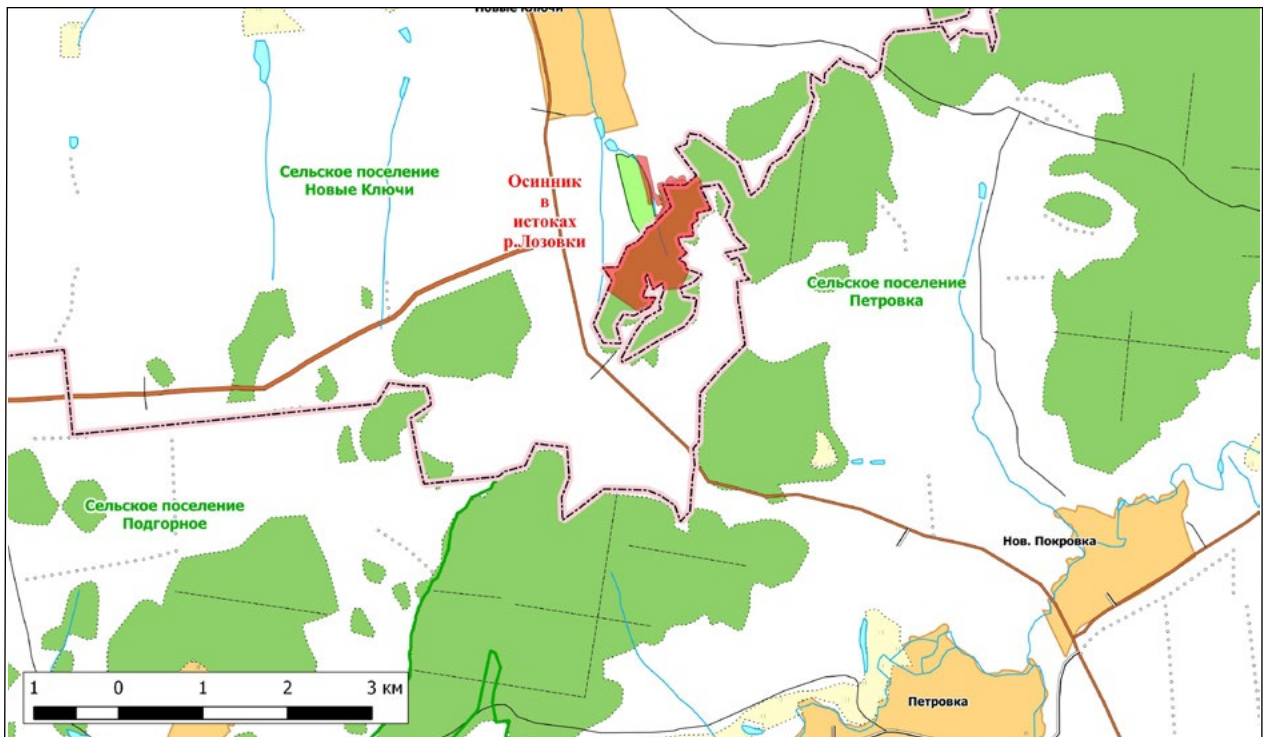 Новые Ключи
Сельское поселение
Новые Ключи
Осинник
в
истоках
р.Лозовки
Сельское поселение
Петровка
Сельское поселение
Подгорное
Нов. Покровка
Петровка
1 0 1 2 3 км